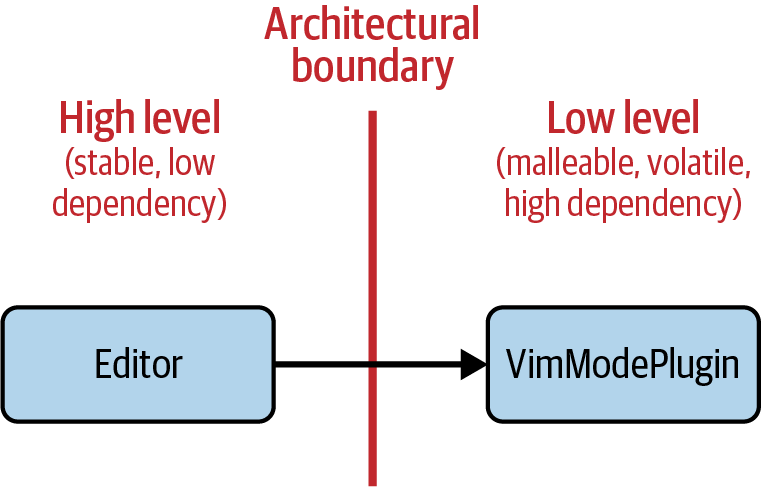 Architectural
boundary
High level
(stable, low
dependency)
Low level
(malleable, volatile,
high dependency)
Editor
VimModePlugin